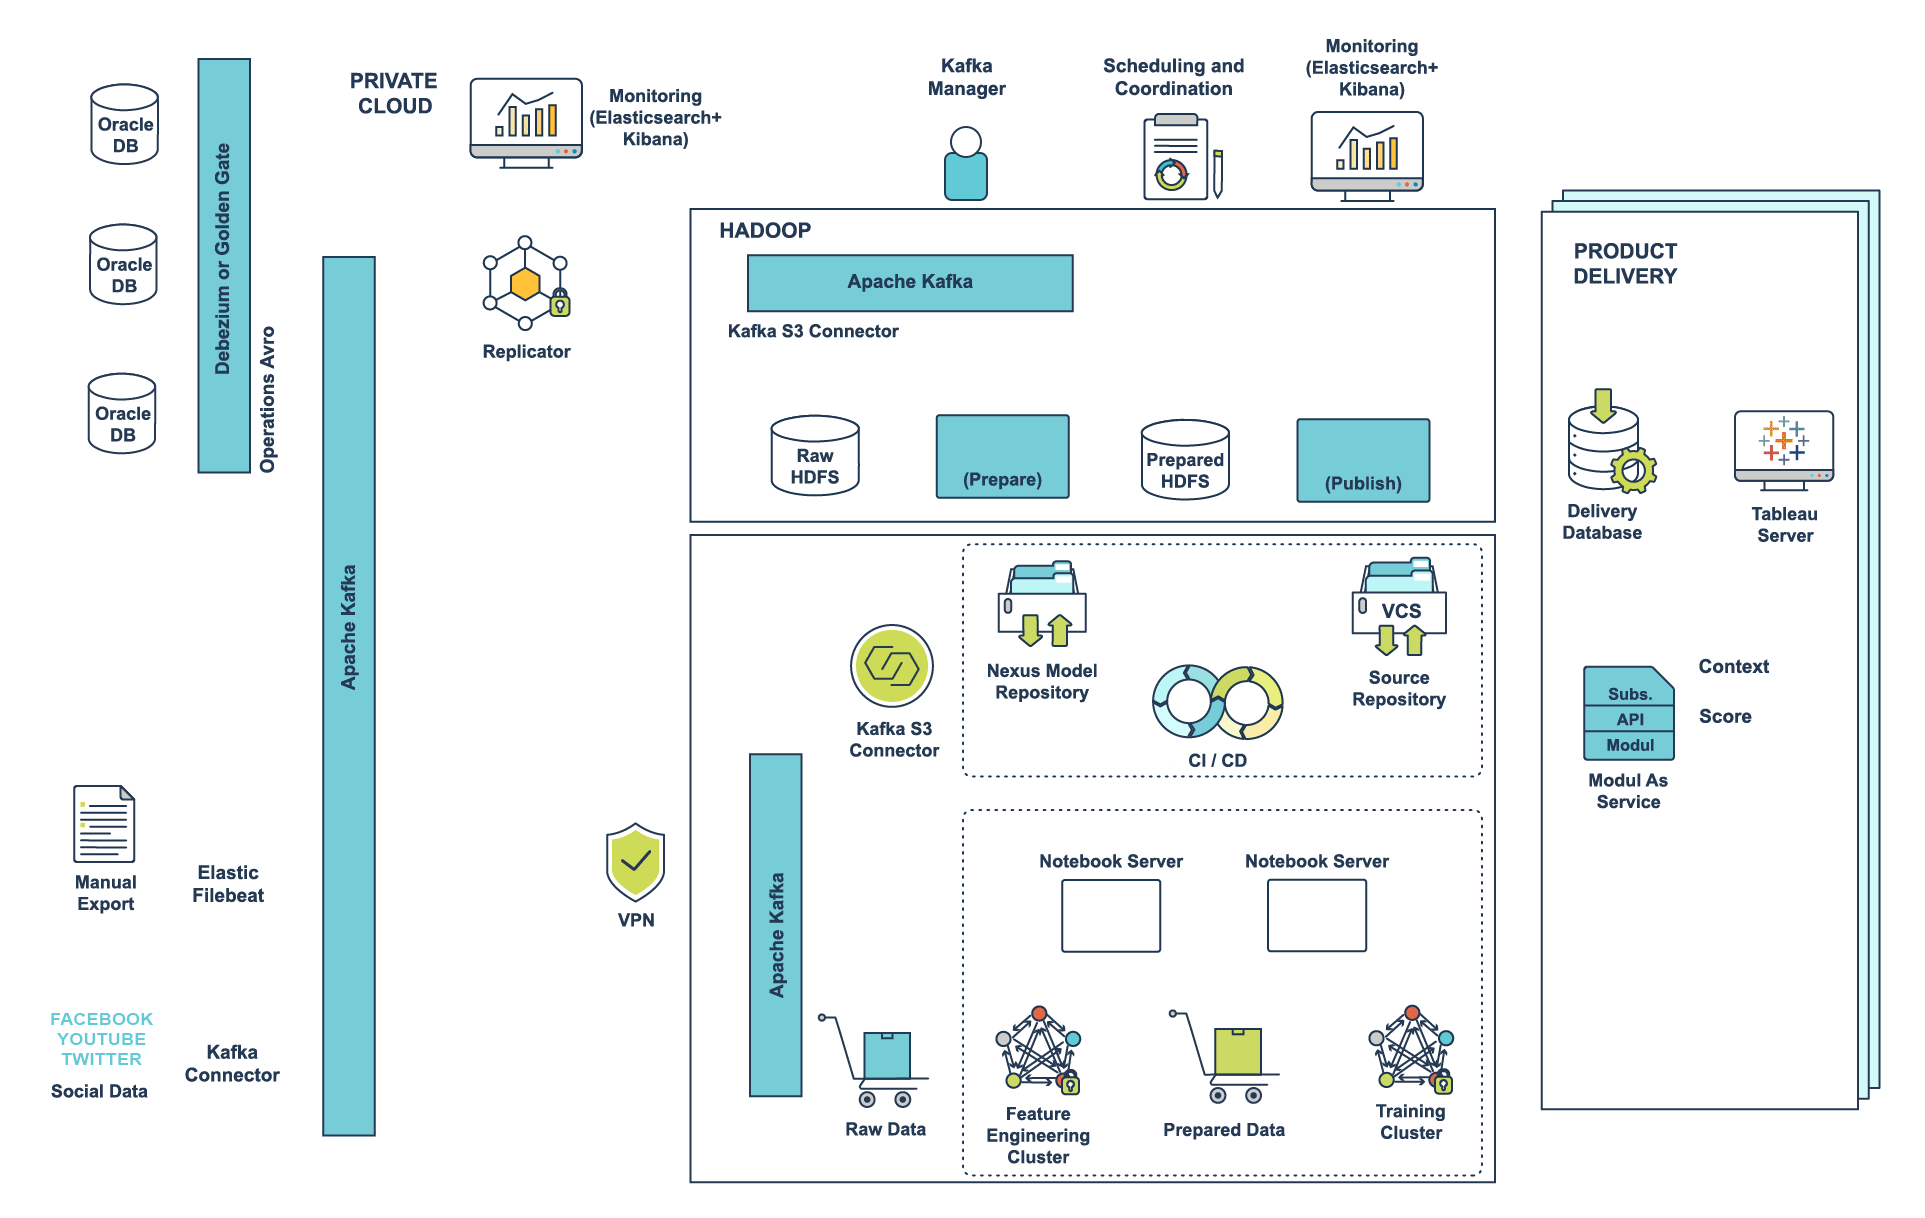 PRIVATE
CLOUD
Monitoring
(Elasticsearch+
Kibana)
Kafka
Manager
Scheduling and
Coordination
Monitoring
(Elasticsearch+
Kibana)
Oracle
DB
Oracle
DB
Oracle
DB
Debezium or Golden Gate
Operations Avro
Apache Kafka
Replicator
HADOOP
Apache Kafka
Kafka S3 Connector
Raw
HDFS
(Prepare)
Prepared
HDFS
(Publish)
PRODUCT
DELIVERY
Delivery
Database
Tableau
Server
Nexus Model
Repository
VCS
Source
Repository
CI / CD
Kafka S3
Connector
Apache Kafka
Subs.
API
Modul
Context
Score
Modul As
Service
Manual
Export
Elastic
Filebeat
VPN
Notebook Server
Notebook Server
FACEBOOK
YOUTUBE
TWITTER
Social Data
Kafka
Connector
Raw Data
Feature
Engineering
Cluster
Prepared Data
Training
Cluster